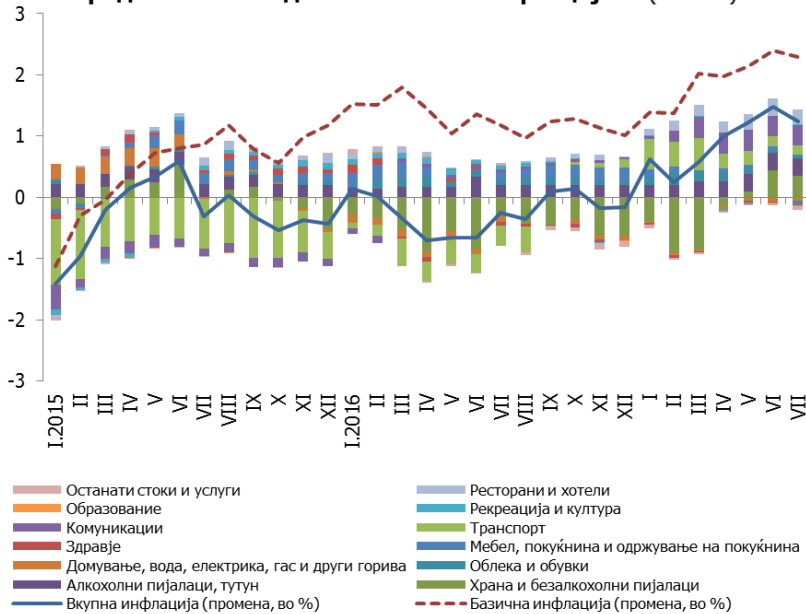 3
2
1
0
-1
-2
-3
I.2015 II III IV V VI VII VIII IX X XI XII I.2016 II III IV V VI VII VIII IX X XI XII I II III IV V VI VII
Останати стоки и услуги Ресторани и хотели
Образование Рекреација и култура
Комуникации Транспорт
Здравје Мебел, покуќнина и одржување на покуќнина
Домување, вода, електрика, гас и други горива Облека и обувки
Алкохолни пијалаци, тутун Храна и безалкохолни пијалаци
Вкупна инфлација (промена, во %) Базична инфлација (промена, во %)